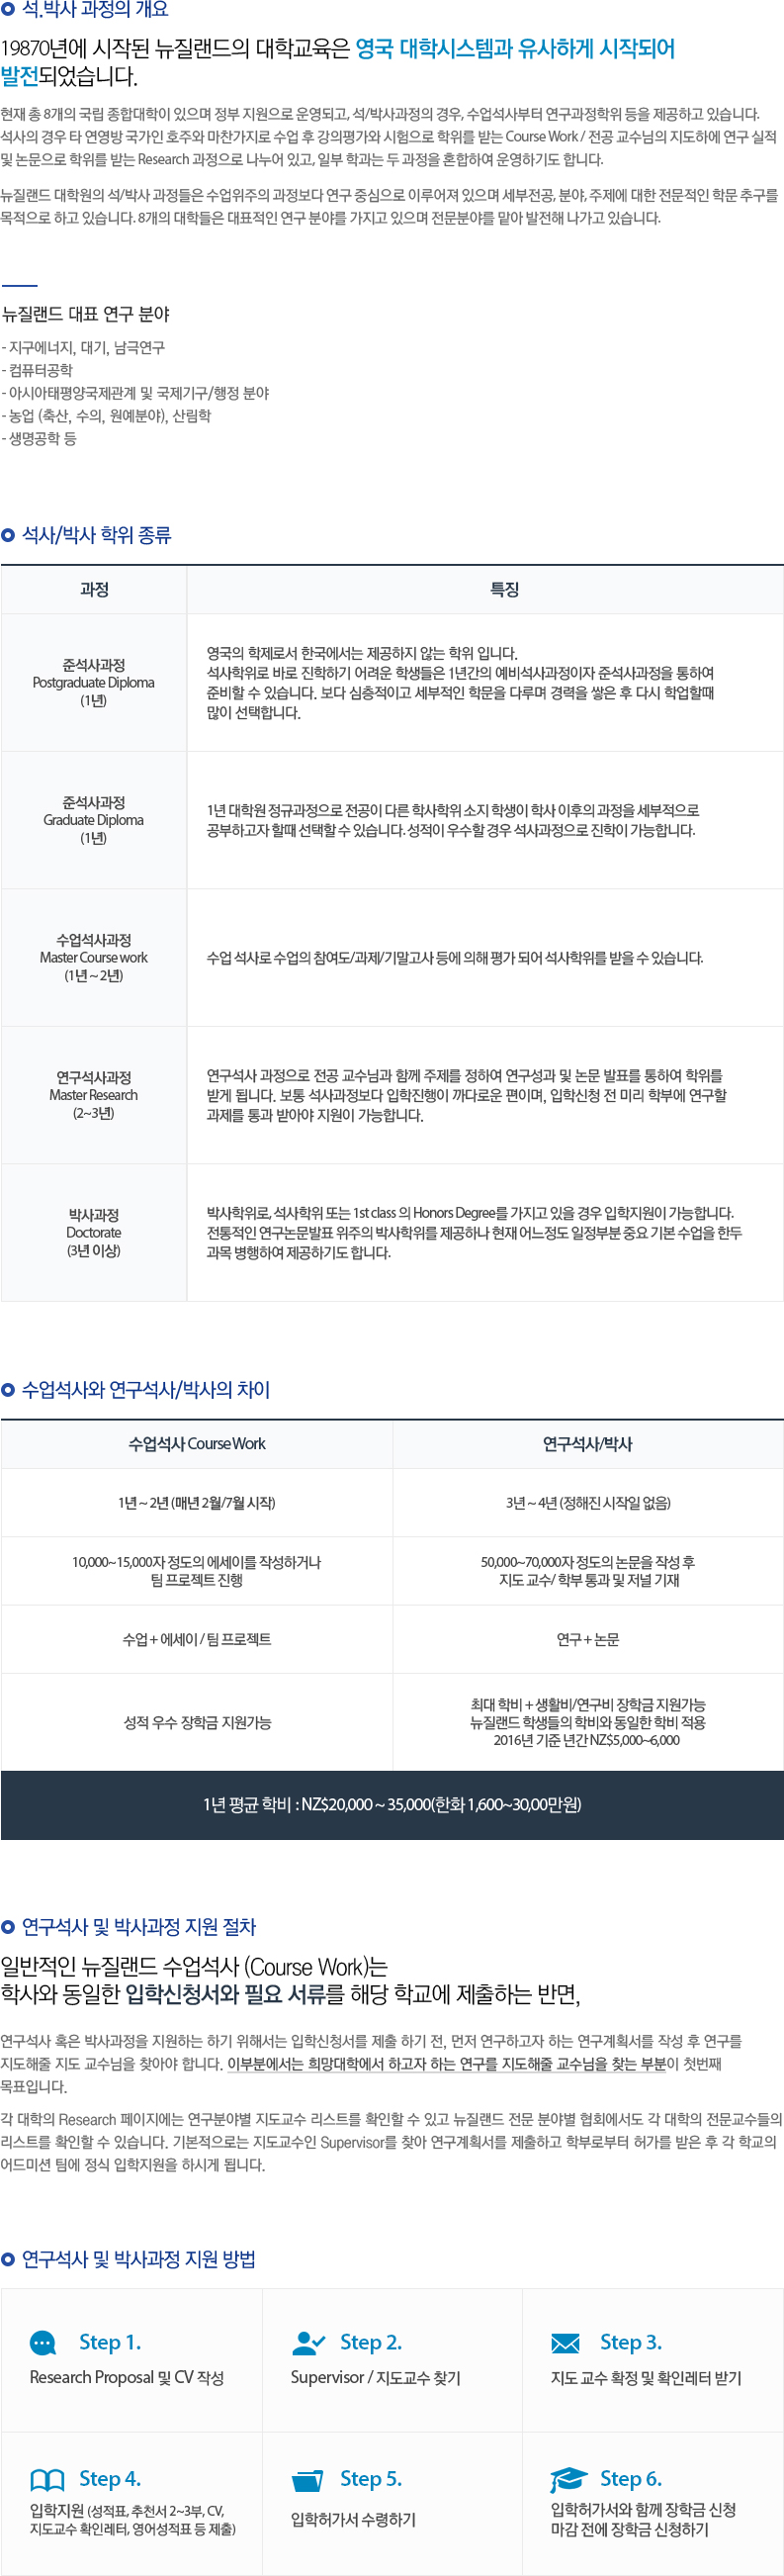 석.박사 과정의 개요
19870년에 시작된 뉴질랜드의 대학교육은 영국 대학시스템과 유사하게 시작되어
발전되었습니다.
현재 총 8개의 국립 종합대학이 있으며 정부 지원으로 운영되고, 석/박사과정의 경우, 수업석사부터 연구과정학위 등을 제공하고 있습니다.
석사의 경우 타 연영방 국가인 호주와 마찬가지로 수업 후 강의평가와 시험으로 학위를 받는 Course Work / 전공 교수님의 지도하에 연구 실적
및 논문으로 학위를 받는 Research 과정으로 나누어 있고, 일부 학과는 두 과정을 혼합하여 운영하기도 합니다.
뉴질랜드 대학원의 석/박사 과정들은 수업위주의 과정보다 연구 중심으로 이루어져 있으며 세부전공, 분야, 주제에 대한 전문적인 학문 추구를
목적으로 하고 있습니다. 8개의 대학들은 대표적인 연구 분야를 가지고 있으며 전문분야를 맡아 발전해 나가고 있습니다.
뉴질랜드 대표 연구 분야
- 지구에너지, 대기, 남극연구
- 컴퓨터공학
- 아시아태평양국제관계 및 국제기구/행정 분야
- 농업 (축산, 수의, 원예분야), 산림학
- 생명공학 등
석사/박사 학위 종류
과정
특징
준석사과정
Postgraduate Diploma
(1년)
영국의 학제로서 한국에서는 제공하지 않는 학위 입니다.
석사학위로 바로 진학하기 어려운 학생들은 1년간의 예비석사과정이자 준석사과정을 통하여
준비할 수 있습니다. 보다 심층적이고 세부적인 학문을 다루며 경력을 쌓은 후 다시 학업할때
많이 선택합니다.
준석사과정
Graduate Diploma
(1년)
1년 대학원 정규과정으로 전공이 다른 학사학위 소지 학생이 학사 이후의 과정을 세부적으로
공부하고자 할때 선택할 수 있습니다. 성적이 우수할 경우 석사과정으로 진학이 가능합니다.
수업석사과정
Master Course work
(1년 ~ 2년)
수업 석사로 수업의 참여도/과제/기말고사 등에 의해 평가 되어 석사학위를 받을 수 있습니다.
연구석사과정
Master Research
(2~3년)
연구석사 과정으로 전공 교수님과 함께 주제를 정하여 연구성과 및 논문 발표를 통하여 학위를
받게 됩니다. 보통 석사과정보다 입학진행이 까다로운 편이며, 입학신청 전 미리 학부에 연구할
과제를 통과 받아야 지원이 가능합니다.
박사과정
Doctorate
(3년 이상)
박사학위로, 석사학위 또는 1st class 의 Honors Degree를 가지고 있을 경우 입학지원이 가능합니다.
전통적인 연구논문발표 위주의 박사학위를 제공하나 현재 어느정도 일정부분 중요 기본 수업을 한두
과목 병행하여 제공하기도 합니다.
수업석사와 연구석사/박사의 차이
수업석사 Course Work
연구석사/박사
1년 ~ 2년 (매년 2월/7월 시작)
3년 ~ 4년 (정해진 시작일 없음)
10,000~15,000자 정도의 에세이를 작성하거나
팀 프로젝트 진행
50,000~70,000자 정도의 논문을 작성 후
지도 교수/ 학부 통과 및 저널 기재
수업 + 에세이 / 팀 프로젝트
연구 + 논문
성적 우수 장학금 지원가능
최대 학비 + 생활비/연구비 장학금 지원가능
뉴질랜드 학생들의 학비와 동일한 학비 적용
2016년 기준 년간 NZ$5,000~6,000
1년 평균 학비 : NZ$20,000 ~ 35,000(한화 1,600~30,00만원)
연구석사 및 박사과정 지원 절차
일반적인 뉴질랜드 수업석사 (Course Work)는
학사와 동일한 입학신청서와 필요 서류를 해당 학교에 제출하는 반면,
연구석사 혹은 박사과정을 지원하는 하기 위해서는 입학신청서를 제출 하기 전, 먼저 연구하고자 하는 연구계획서를 작성 후 연구를
지도해줄 지도 교수님을 찾아야 합니다. 이부분에서는 희망대학에서 하고자 하는 연구를 지도해줄 교수님을 찾는 부분이 첫번째
목표입니다.
각 대학의 Research 페이지에는 연구분야별 지도교수 리스트를 확인할 수 있고 뉴질랜드 전문 분야별 협회에서도 각 대학의 전문교수들의
리스트를 확인할 수 있습니다. 기본적으로는 지도교수인 Supervisor를 찾아 연구계획서를 제출하고 학부로부터 허가를 받은 후 각 학교의
어드미션 팀에 정식 입학지원을 하시게 됩니다.
연구석사 및 박사과정 지원 방법
Step 1.
Research Proposal 및 CV 작성
Step 2.
Supervisor / 지도교수 찾기
Step 3.
지도 교수 확정 및 확인레터 받기
Step 4.
입학지원 (성적표, 추천서 2~3부, CV,
지도교수 확인레터, 영어성적표 등 제출)
Step 5.
입학허가서 수령하기
Step 6.
입학허가서와 함께 장학금 신청
마감 전에 장학금 신청하기